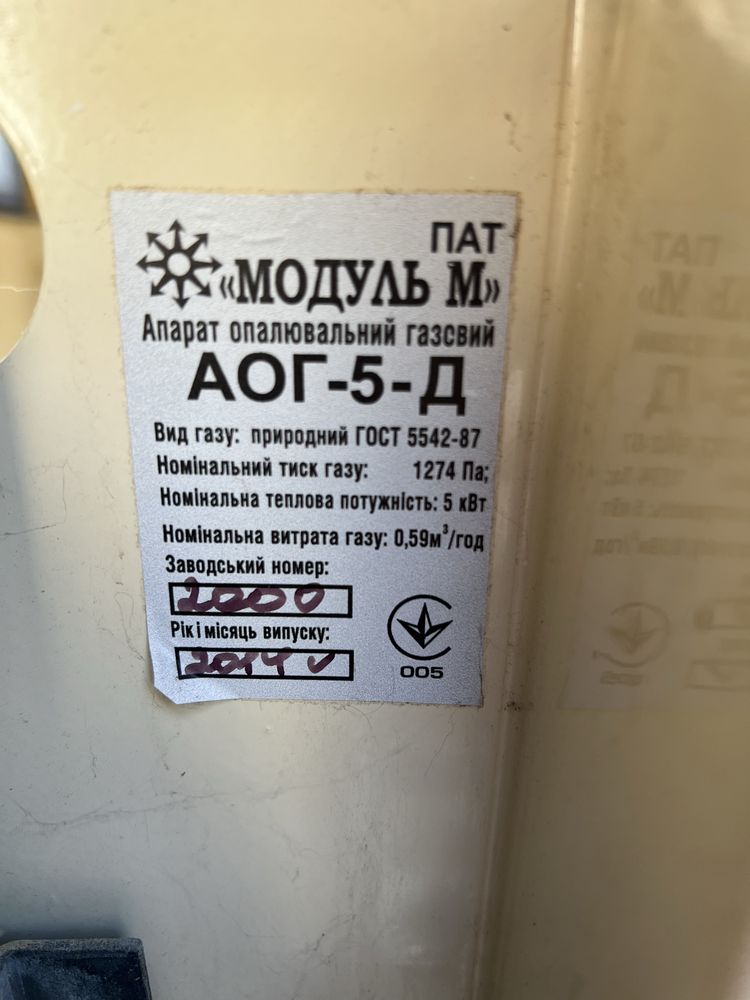 ПАТ
«МОДУЛЬ М»
Апарат опалювальний газсвий
АОГ-5-Д
Вид газу: природний ГОСТ 5542-87
Номінальний тиск газу: 1274 Па;
Номінальна теплова потужність: 5 кВт
Номінальна витрата газу: 0,59м³/год
Заводський номер:
2000
Рік і місяць випуску:
2014 v
005